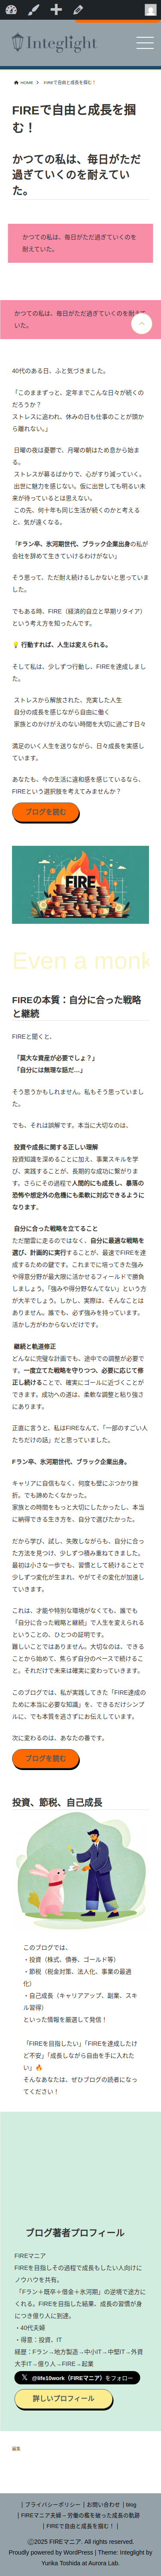 Integlight
HOME > FIREで自由と成長を掴む！
FIREで自由と成長を掴
む！
かつての私は、毎日がただ
過ぎていくのを耐えてい
た。
かつての私は、毎日がただ過ぎていくのを
耐えていた。
かつての私は、毎日がただ過ぎていくのを耐えてい
た。
40代のある日、ふと気づきました。
「このままずっと、定年までこんな日々が続くの
だろうか？
ストレスに追われ、休みの日も仕事のことが頭か
ら離れない。」
日曜の夜は憂鬱で、月曜の朝はため息から始ま
る。
ストレスが募るばかりで、心がすり減っていく。
出世に魅力を感じない。仮に出世しても明るい未
来が待っているとは思えない。
この先、何十年も同じ生活が続くのかと考える
と、気が遠くなる。
「Fラン卒、氷河期世代、ブラック企業出身の私が
会社を辞めて生きていけるわけがない」
そう思って、ただ耐え続けるしかないと思っていま
した。
でもある時、FIRE（経済的自立と早期リタイア）
という考え方を知ったんです。
💡 行動すれば、人生は変えられる。
そして私は、少しずつ行動し、FIREを達成しまし
た。
ストレスから解放された、充実した人生
自分の成長を感じながら自由に働く
家族とのかけがえのない時間を大切に過ごす日々
満足のいく人生を送りながら、日々成長を実感し
ています。
あなたも、今の生活に違和感を感じているなら、
FIREという選択肢を考えてみませんか？
ブログを読む
FIRE
Even a monk
FIREの本質：自分に合った戦略
と継続
FIREと聞くと、
「莫大な資産が必要でしょ？」
「自分には無理な話だ…」
そう思うかもしれません。私もそう思っていまし
た。
でも、それは誤解です。本当に大切なのは、
投資や成長に関する正しい理解
投資知識を深めることに加え、事業スキルを学
び、実践することが、長期的な成功に繋がりま
す。さらにその過程で人間的にも成長し、暴落の
恐怖や想定外の危機にも柔軟に対応できるように
なります。
自分に合った戦略を立てること
ただ闇雲に走るのではなく、自分に最適な戦略を
選び、計画的に実行することが、最速でFIREを達
成するための鍵です。これまでに培ってきた強み
や得意分野が最大限に活かせるフィールドで勝負
しましょう。「強みや得意分野なんてない」という方
が大半でしょう。しかし、実際は、そんなことは
ありません。誰でも、必ず強みを持っています。
活かし方がわからないだけです。
継続と軌道修正
どんなに完璧な計画でも、途中での調整が必要で
す。一度立てた戦略を守りつつ、必要に応じて修
正し続けることで、確実にゴールに近づくことが
できます。成功への道は、柔軟な調整と粘り強さ
にあります。
正直に言うと、私はFIREなんて、「一部のすごい人
たちだけの話」だと思っていました。
Fラン卒、氷河期世代、ブラック企業出身。
キャリアに自信もなく、何度も壁にぶつかり挫
折。でも諦めたくなかった。
家族との時間をもっと大切にしたかったし、本当
に納得できる生き方を、自分で選びたかった。
だから学び、試し、失敗しながらも、自分に合っ
た方法を見つけ、少しずつ積み重ねてきました。
最初は小さな一歩でも、習慣として続けることで
少しずつ変化が生まれ、やがてその変化が加速し
ていきます。
これは、才能や特別な環境がなくても、誰でも
「自分に合った戦略と継続」で人生を変えられる
ということの、ひとつの証明です。
難しいことではありません。大切なのは、できる
ことから始めて、焦らず自分のペースで続けるこ
と。それだけで未来は確実に変わっていきます。
このブログでは、私が実践してきた「FIRE達成の
ために本当に必要な知識」を、できるだけシンプ
ルに、でも本質を逃さずにお伝えしています。
次に変わるのは、あなたの番です。
ブログを読む
投資、節税、自己成長
このブログでは、
・投資（株式、債券、ゴールド等）
・節税（税金対策、法人化、事業の最適
化）
・自己成長（キャリアアップ、副業、スキ
ル習得）
といった情報を厳選して発信！
「FIREを目指したい」「FIREを達成したけ
ど不安」「成長しながら自由を手に入れた
い」🔥
そんなあなたは、ぜひブログの読者になっ
てください！
ブログ著者プロフィール
FIREマニア
FIREを目指しその過程で成長もしたい人向けに
ノウハウを共有。
「Fラン＋既卒＋借金＋氷河期」の逆境で途方に
くれる。FIREを目指した結果、成長の習慣が身
につき億り人に到達。
・40代夫婦
・得意：投資、IT
経歴：Fラン→地方製造→中小IT→中堅IT→外資
大手IT→億り人→FIRE→起業
𝕏 @life10work（FIREマニア）をフォロー
詳しいプロフィール
編集
| プライバシーポリシー | お問い合わせ | blog
| FIREマニア夫婦 – 労働の檻を破った成長の軌跡
| FIREで自由と成長を掴む！ |
©2025 FIREマニア. All rights reserved.
Proudly powered by WordPress | Theme: Integlight by
Yurika Toshida at Aurora Lab.